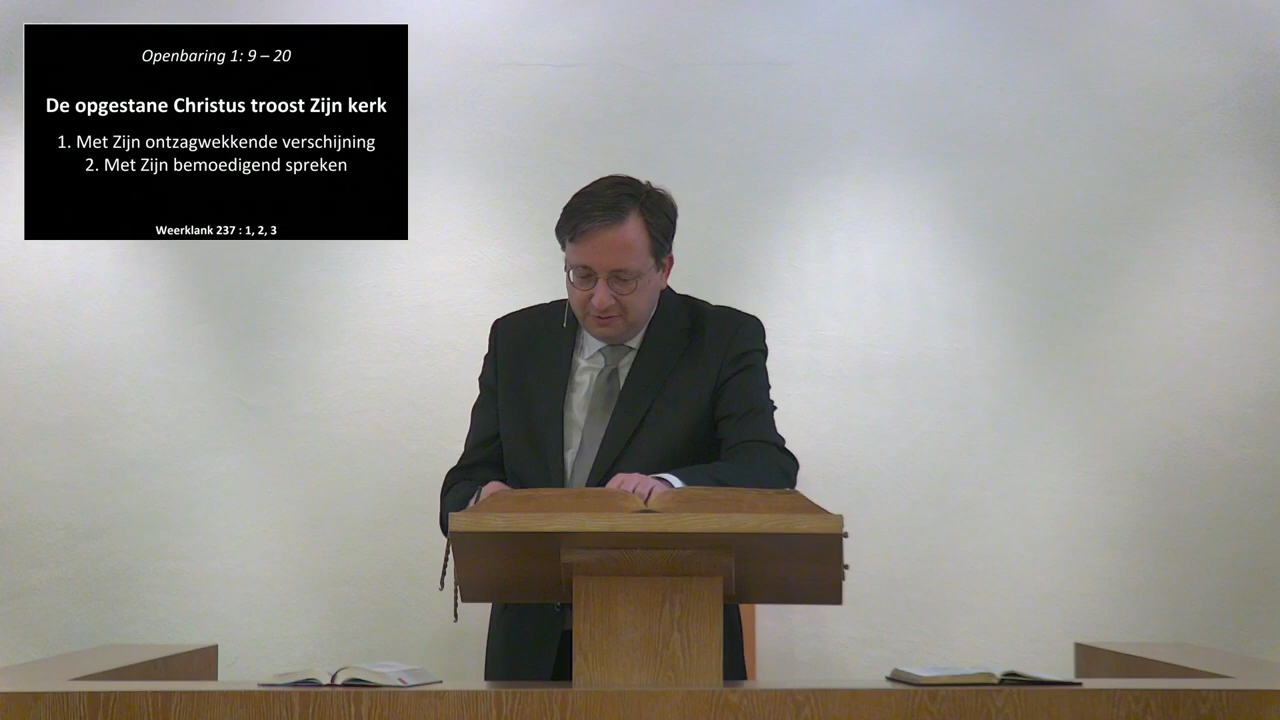 Openbaring 1: 9 – 20
De opgestane Christus troost Zijn kerk
1. Met Zijn ontzagwekkende verschijning
2. Met Zijn bemoedigend spreken
Weerklank 237 : 1, 2, 3